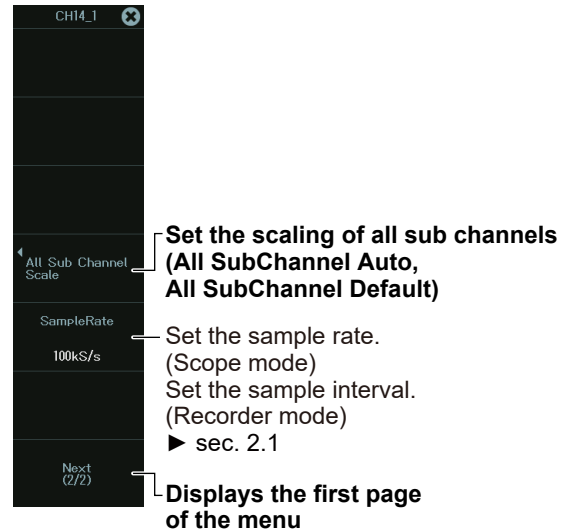 CH14_1
All Sub Channel
Scale
Set the scaling of all sub channels
(All SubChannel Auto,
All SubChannel Default)
SampleRate
100kS/s
Set the sample rate.
(Scope mode)
Set the sample interval.
(Recorder mode)
► sec. 2.1
Next
(2/2)
Displays the first page
of the menu